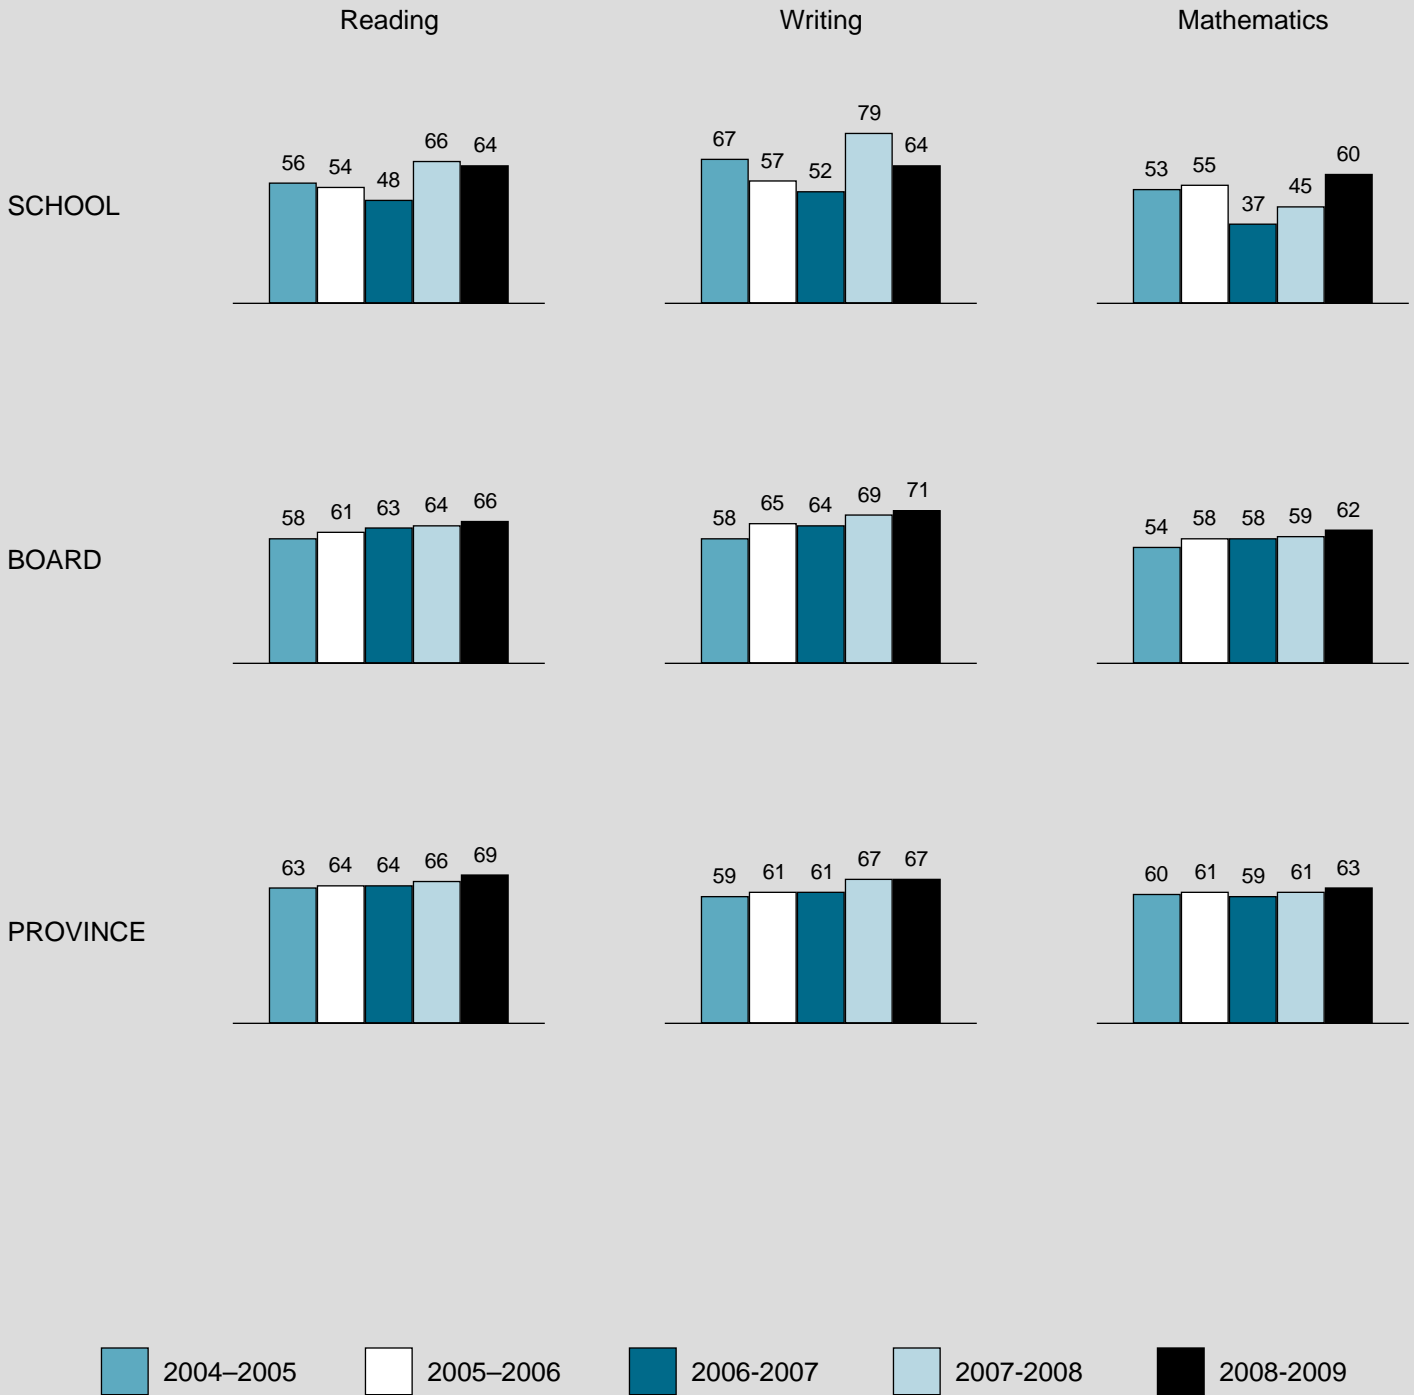 Reading Writing Mathematics
SCHOOL
56 54 48 66 64
67 57 52 79 64
53 55 37 45 60
BOARD
58 61 63 64 66
58 65 64 69 71
54 58 58 59 62
PROVINCE
63 64 64 66 69
59 61 61 67 67
60 61 59 61 63
2004–2005 2005–2006 2006-2007 2007-2008 2008-2009